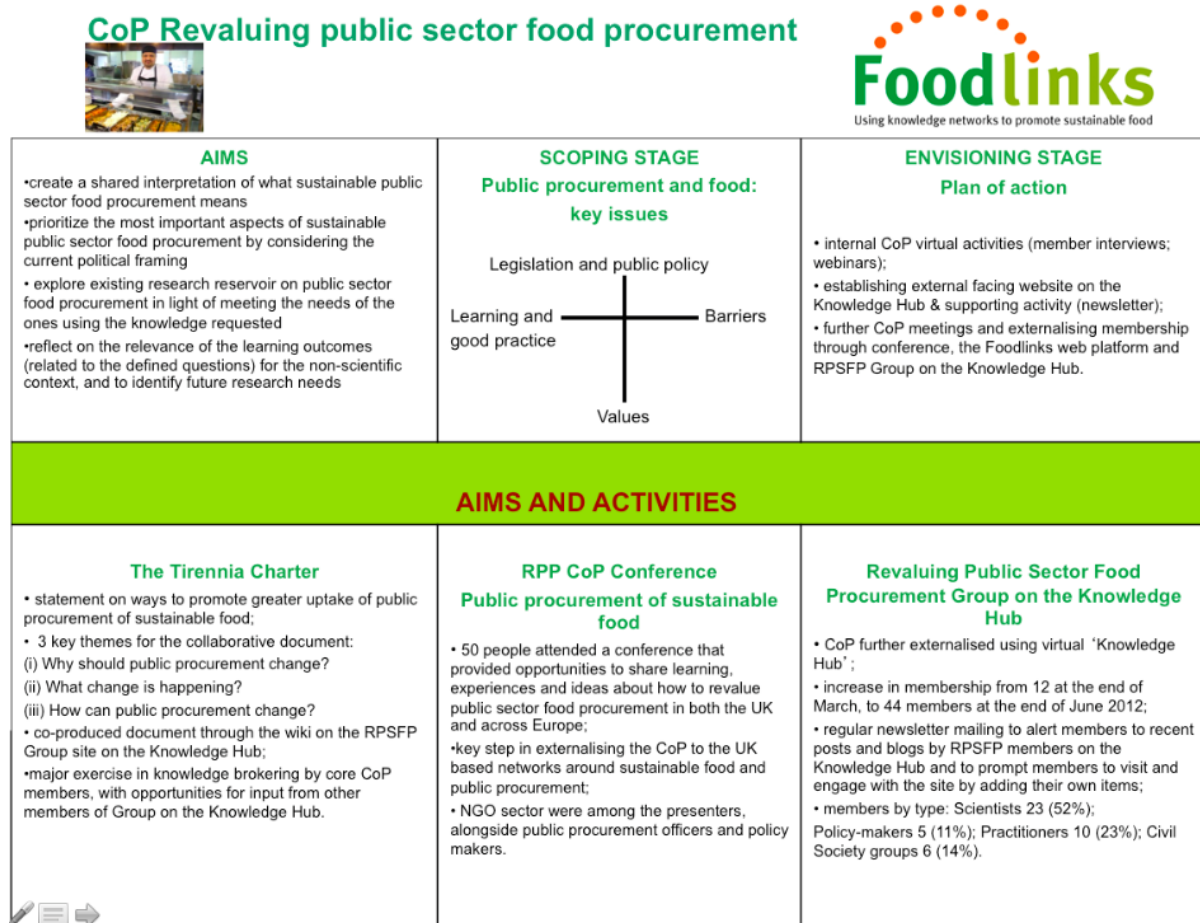 CoP Revaluing public sector food procurement
Foodlinks
Using knowledge networks to promote sustainable food
AIMS
•create a shared interpretation of what sustainable public
sector food procurement means
•prioritize the most important aspects of sustainable
public sector food procurement by considering the
current political framing
• explore existing research reservoir on public sector
food procurement in light of meeting the needs of the
ones using the knowledge requested
•reflect on the relevance of the learning outcomes
(related to the defined questions) for the non-scientific
context, and to identify future research needs
SCOPING STAGE
Public procurement and food:
key issues
Legislation and public policy
Learning and
good practice
Barriers
Values
ENVISIONING STAGE
Plan of action
• internal CoP virtual activities (member interviews;
webinars);
• establishing external facing website on the
Knowledge Hub & supporting activity (newsletter);
• further CoP meetings and externalising membership
through conference, the Foodlinks web platform and
RPSFP Group on the Knowledge Hub.
AIMS AND ACTIVITIES
The Tirennia Charter
• statement on ways to promote greater uptake of public
procurement of sustainable food;
• 3 key themes for the collaborative document:
(i) Why should public procurement change?
(ii) What change is happening?
(iii) How can public procurement change?
• co-produced document through the wiki on the RPSFP
Group site on the Knowledge Hub;
•major exercise in knowledge brokering by core CoP
members, with opportunities for input from other
members of Group on the Knowledge Hub.
RPP CoP Conference
Public procurement of sustainable
food
• 50 people attended a conference that
provided opportunities to share learning,
experiences and ideas about how to revalue
public sector food procurement in both the UK
and across Europe;
•key step in externalising the CoP to the UK
based networks around sustainable food and
public procurement;
• NGO sector were among the presenters,
alongside public procurement officers and policy
makers.
Revaluing Public Sector Food
Procurement Group on the Knowledge
Hub
• CoP further externalised using virtual ‘Knowledge
Hub’;
• increase in membership from 12 at the end of
March, to 44 members at the end of June 2012;
• regular newsletter mailing to alert members to recent
posts and blogs by RPSFP members on the
Knowledge Hub and to prompt members to visit and
engage with the site by adding their own items;
• members by type: Scientists 23 (52%);
Policy-makers 5 (11%); Practitioners 10 (23%); Civil
Society groups 6 (14%).